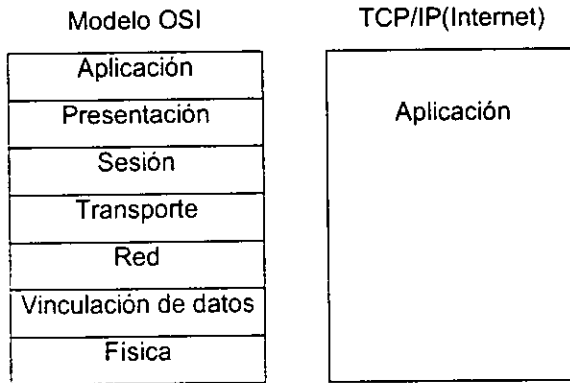 Modelo OSI
Aplicación
Presentación
Sesión
Transporte
Red
Vinculación de datos
Fisica
TCP/IP(Internet)
Aplicación